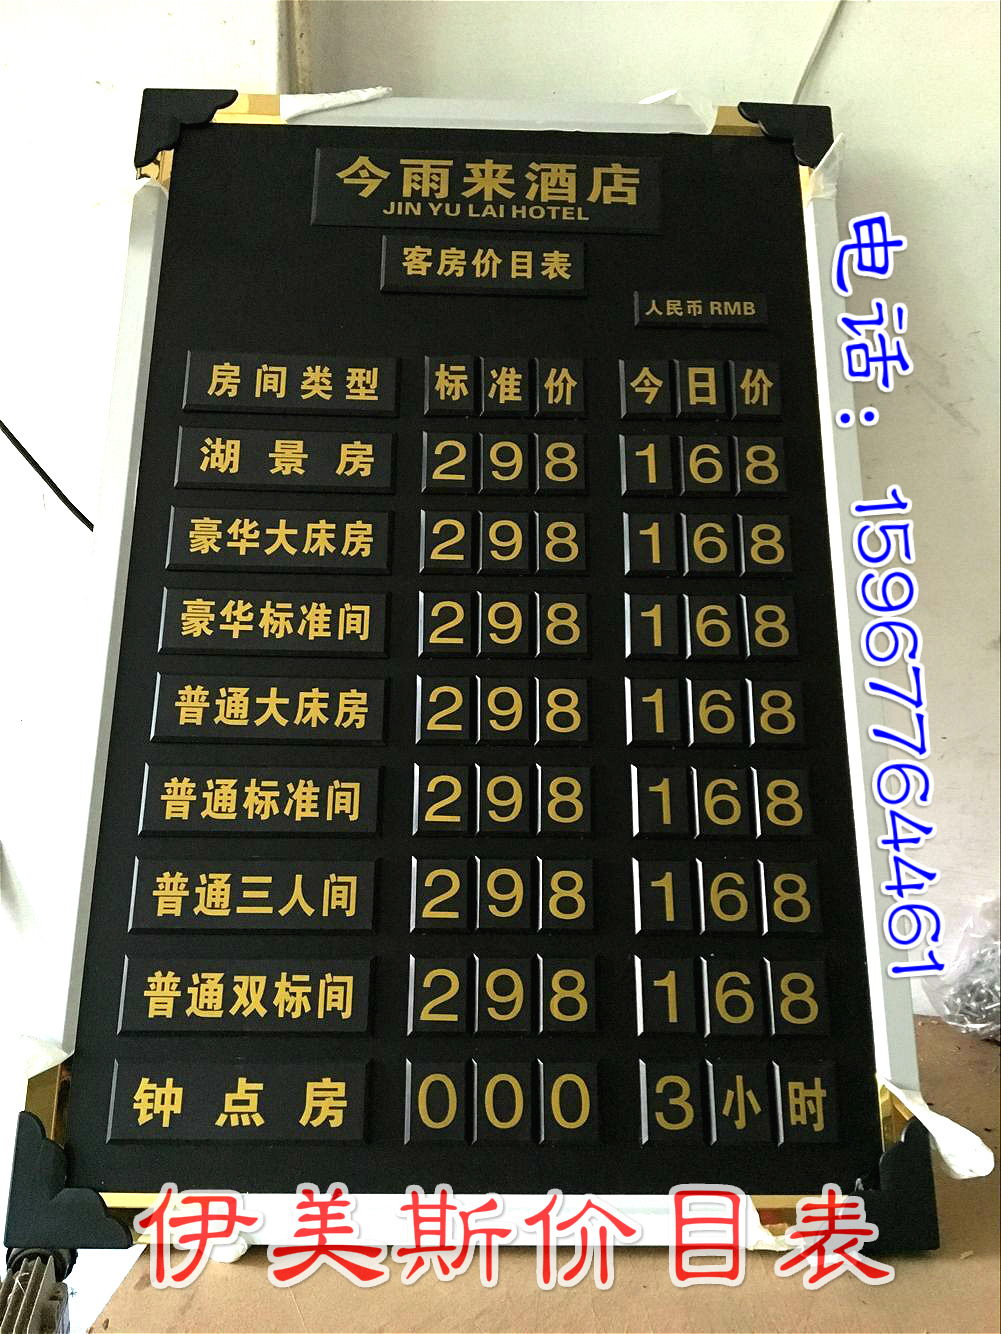 今雨来酒店
JIN YU LAI HOTEL
客房价目表
人民币 RMB
房间类型 标准价 今日价
湖景房 298 168
豪华大床房 298 168
豪华标准间 298 168
普通大床房 298 168
普通标准间 298 168
普通三人间 298 168
普通双标间 298 168
钟点房 000 3小时
电话：15967764461
伊美斯价目表